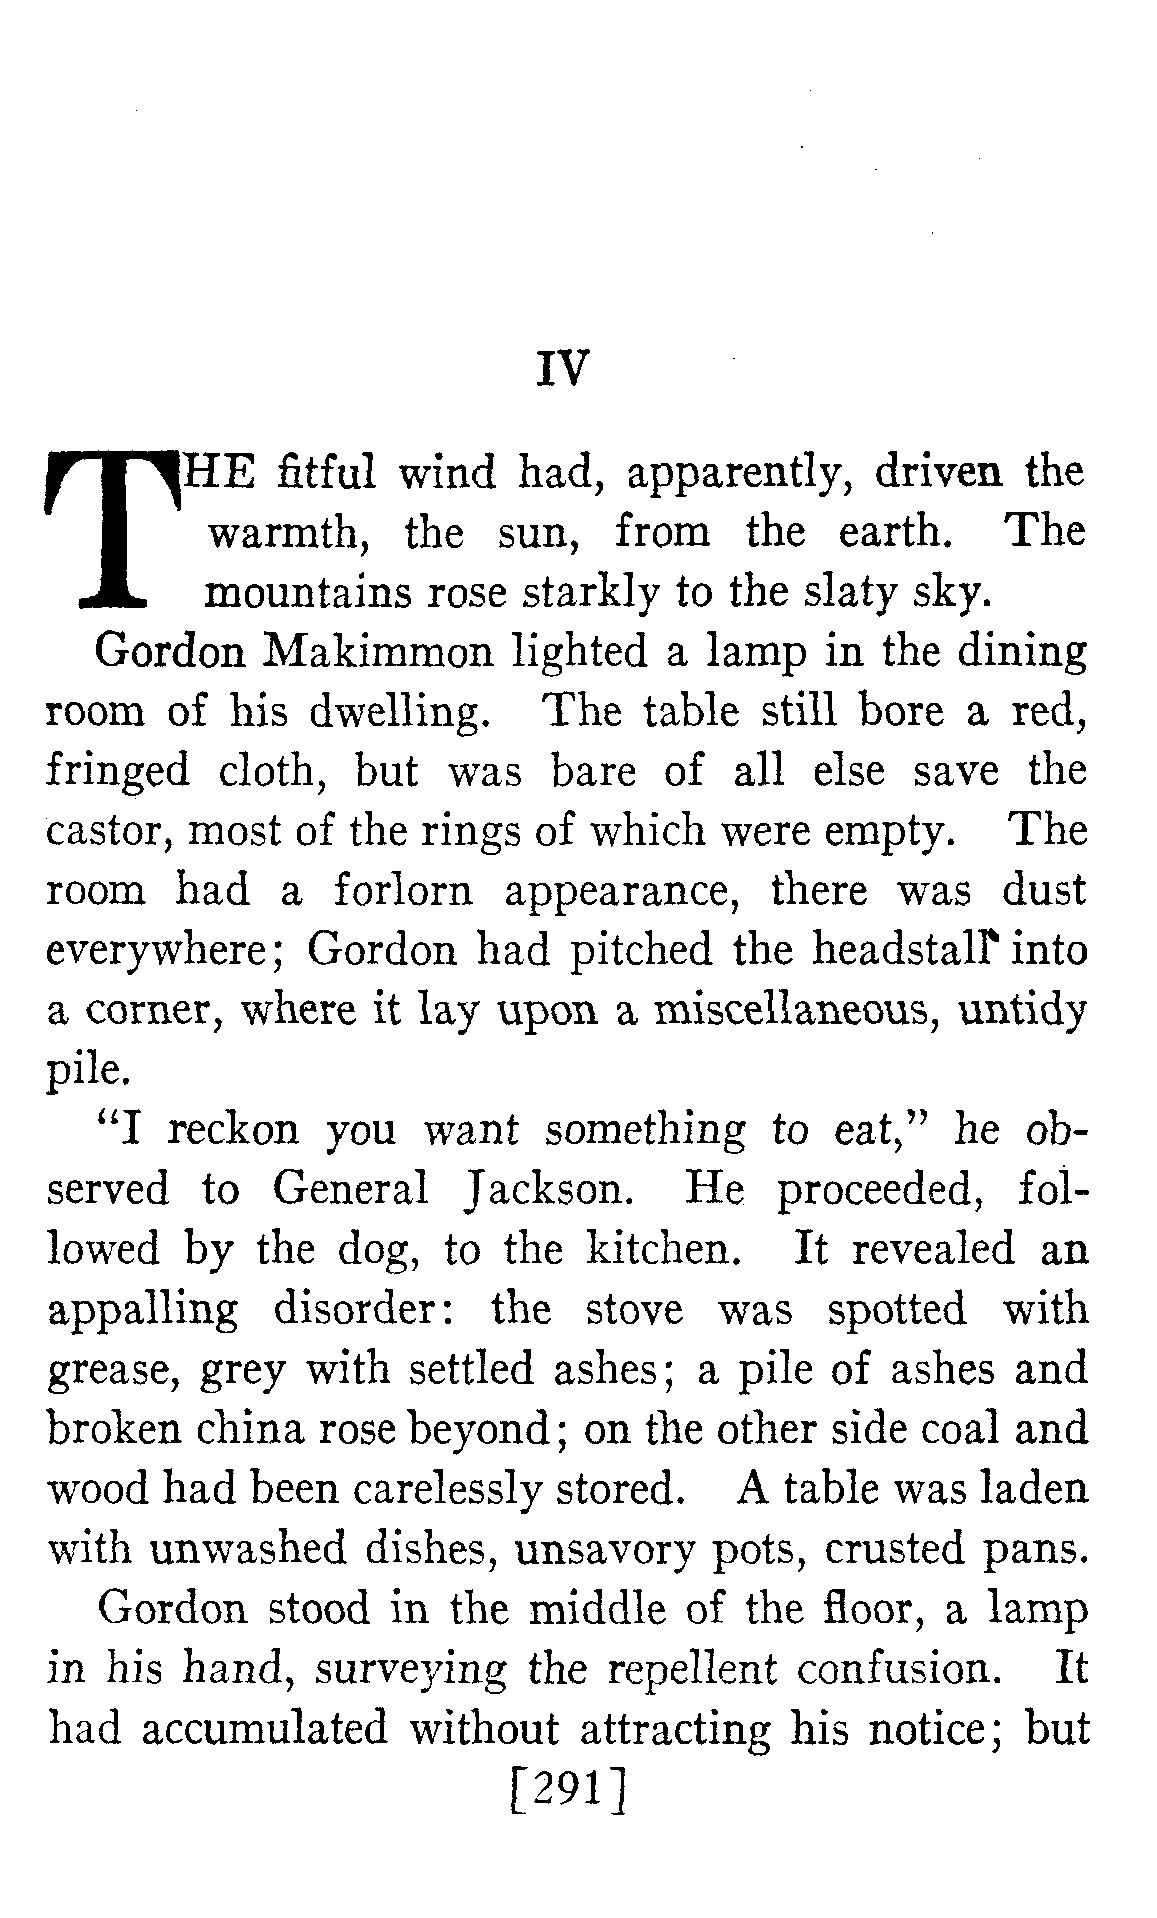 IV
THE fitful wind had, apparently, driven the
warmth, the sun, from the earth. The
mountains rose starkly to the slaty sky.
Gordon Makimmon lighted a lamp in the dining
room of his dwelling. The table still bore a red,
fringed cloth, but was bare of all else save the
castor, most of the rings of which were empty. The
room had a forlorn appearance, there was dust
everywhere; Gordon had pitched the headstall into
a corner, where it lay upon a miscellaneous, untidy
pile.
“I reckon you want something to eat,” he ob-
served to General Jackson. He proceeded, fol-
lowed by the dog, to the kitchen. It revealed an
appalling disorder: the stove was spotted with
grease, grey with settled ashes; a pile of ashes and
broken china rose beyond; on the other side coal and
wood had been carelessly stored. A table was laden
with unwashed dishes, unsavory pots, crusted pans.
Gordon stood in the middle of the floor, a lamp
in his hand, surveying the repellent confusion. It
had accumulated without attracting his notice; but
[291]